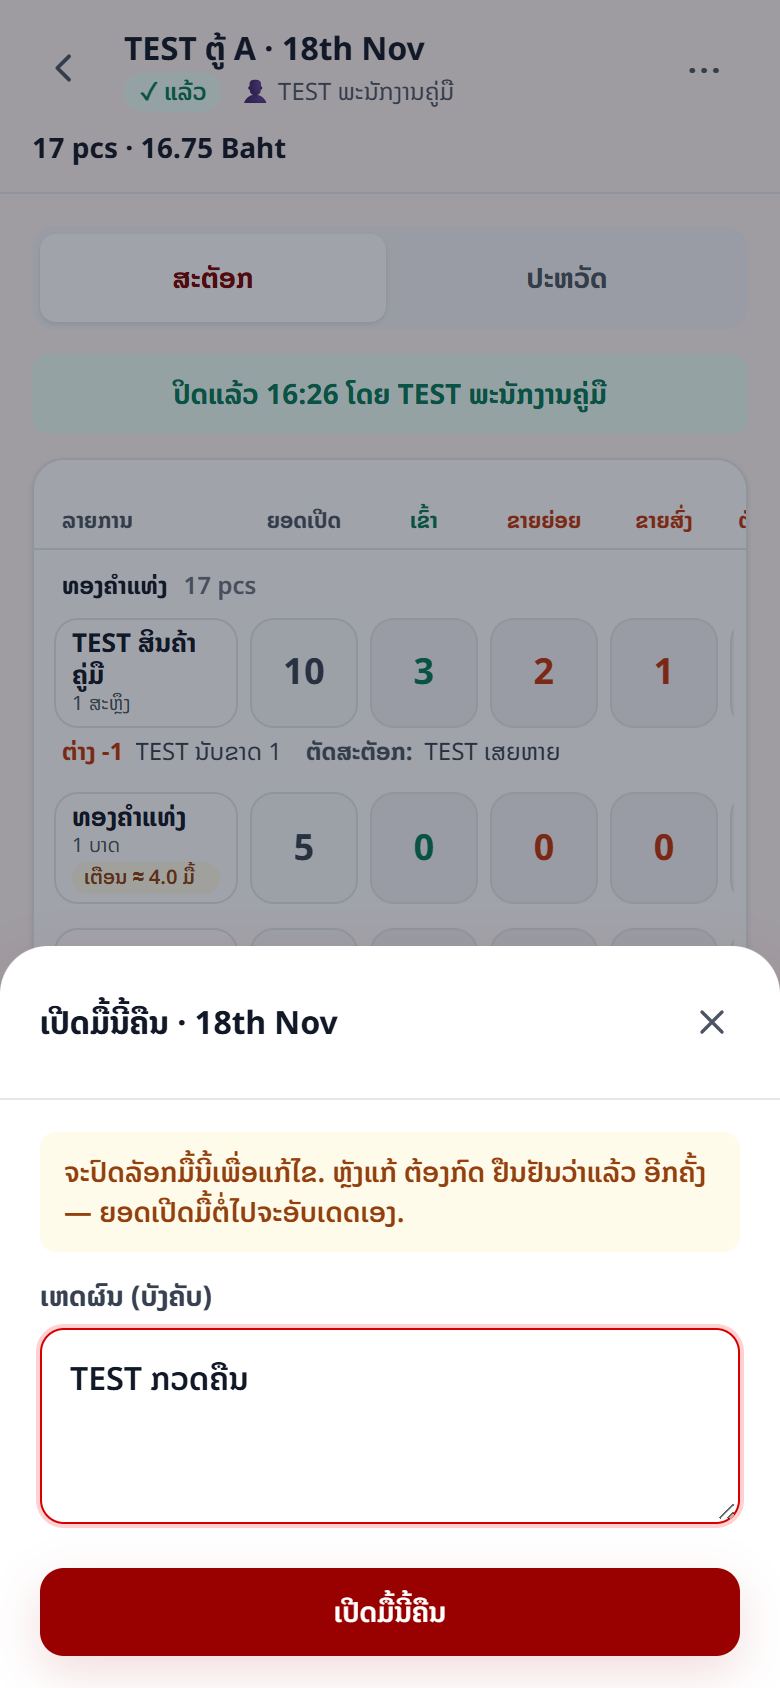 TEST ຕູ້ A · 18th Nov
✓ ແລ້ວ 👤 TEST ພະນັກງານຄູ່ມື
17 pcs · 16.75 Baht
ສະຕັອກ ປະຫວັດ
ປິດແລ້ວ 16:26 ໂດຍ TEST ພະນັກງານຄູ່ມື
ລາຍການ ຍອດເປີດ ເຂົ້າ ຂາຍຍ່ອຍ ຂາຍສົ່ງ
ທອງຄຳແທ່ງ 17 pcs
TEST ສິນຄ້າ
ຄູ່ມື
1 ສະຫຼຶງ
10 3 2 1
ຕ່າງ -1 TEST ນັບຂາດ 1 ຕັດສະຕັອກ: TEST ເສຍຫາຍ
ທອງຄຳແທ່ງ
1 ບາດ
ເຕືອນ ≈ 4.0 ມື້
5 0 0 0
ເປີດມື້ນີ້ຄືນ · 18th Nov
ຈະປົດລັອກມື້ນີ້ເພື່ອແກ້ໄຂ. ຫຼັງແກ້ ຕ້ອງກົດ ຢືນຢັນວ່າແລ້ວ ອີກຄັ້ງ
— ຍອດເປີດມື້ຕໍ່ໄປຈະອັບເດດເອງ.
ເຫດຜົນ (ບັງຄັບ)
TEST ກວດຄືນ
ເປີດມື້ນີ້ຄືນ